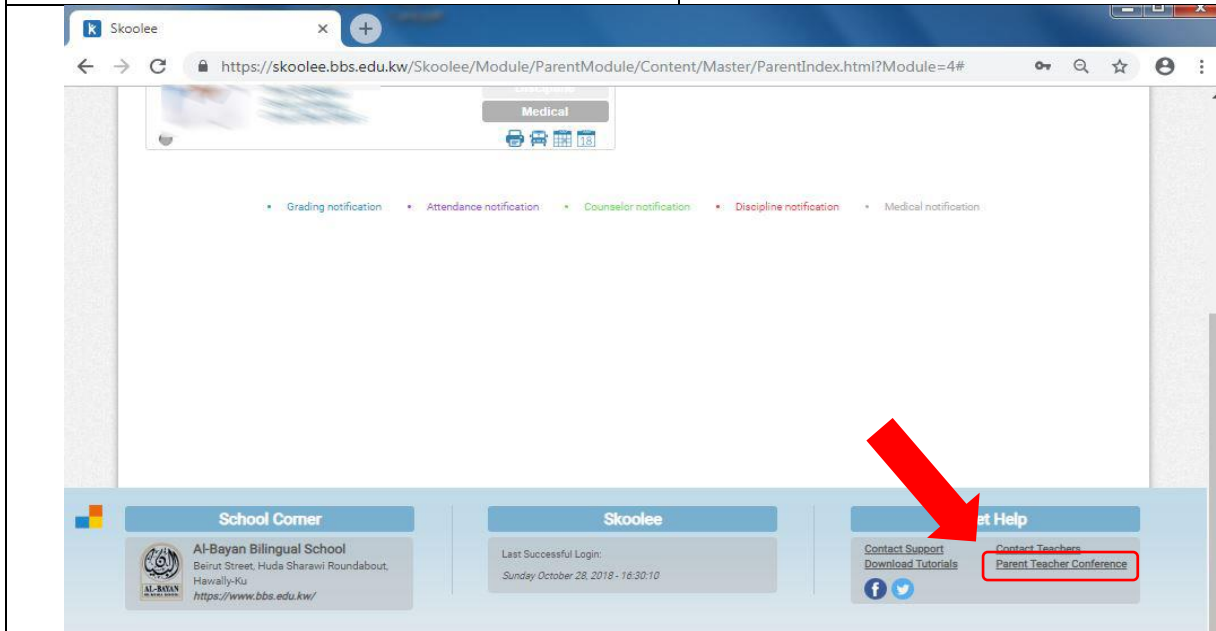 Skoolee
https://skoolee.bbs.edu.kw/Skoolee/Module/ParentModule/Content/Master/ParentIndex.html?Module=4#
Discipline
Medical
18
• Grading notification • Attendance notification • Counselor notification • Discipline notification • Medical notification
School Corner
Al-Bayan Bilingual School
Beirut Street, Huda Sharawi Roundabout,
Hawally-Ku
https://www.bbs.edu.kw/
AL-BAYAN
Skoolee
Last Successful Login:
Sunday October 28, 2018 - 16:30:10
et Help
Contact Support Contact Teachers
Download Tutorials Parent Teacher Conference